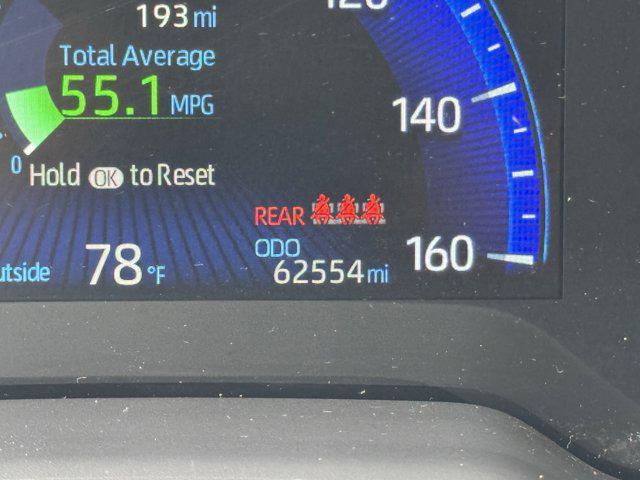 193 mi
120
Total Average
55.1 MPG
140
0
Hold OK to Reset
REAR
ODO
160
78 °F
62554 mi